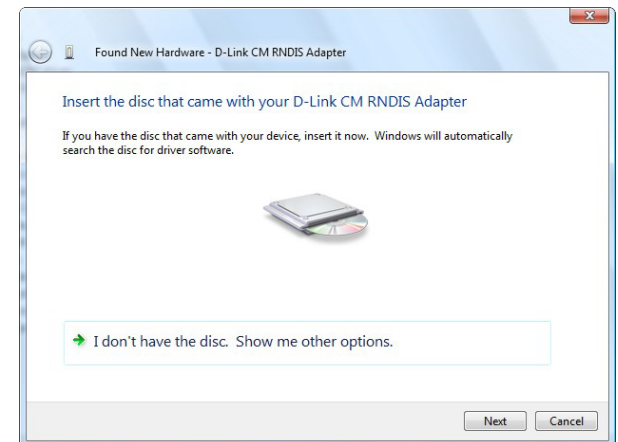 Found New Hardware - D-Link CM RNDIS Adapter
Insert the disc that came with your D-Link CM RNDIS Adapter
If you have the disc that came with your device, insert it now. Windows will automatically
search the disc for driver software.
I don't have the disc. Show me other options.
Next Cancel